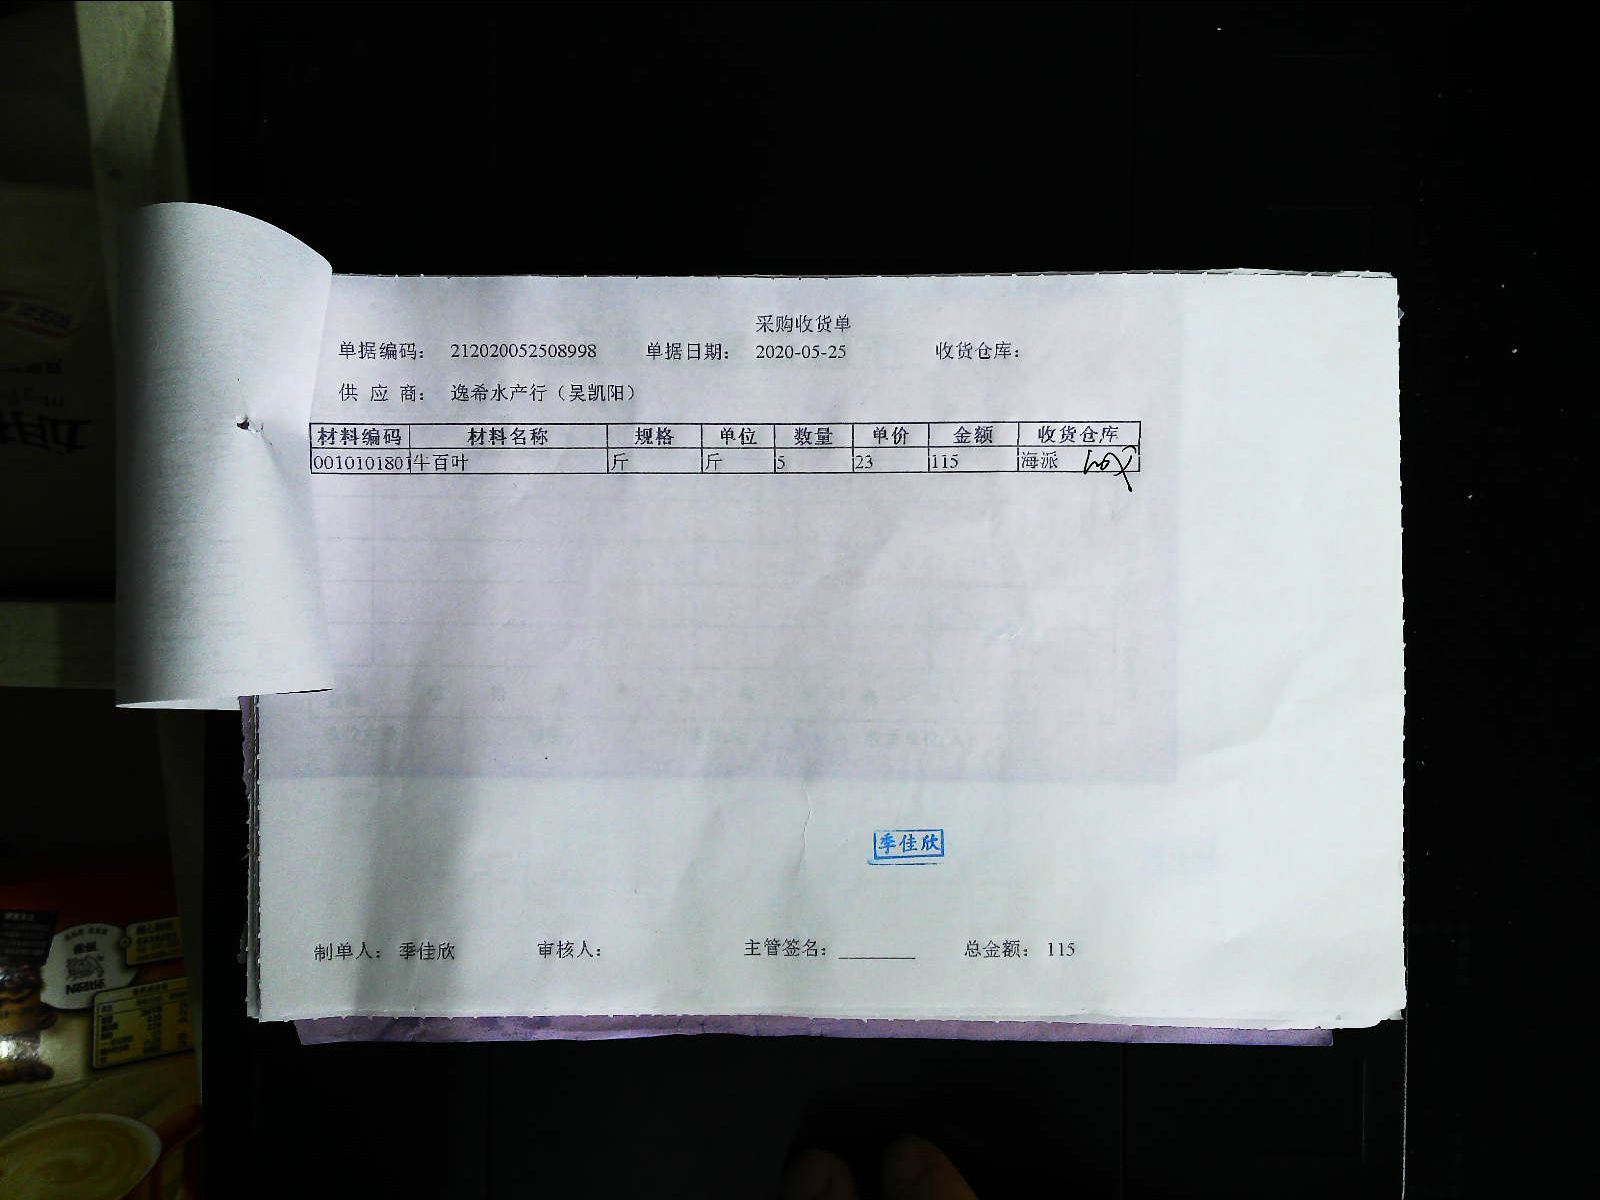 采购收货单
单据编码： 212020052508998 单据日期： 2020-05-25 收货仓库：
供 应 商： 逸希水产行（吴凯阳）
材料编码 材料名称 规格 单位 数量 单价 金额 收货仓库
0010101801 牛百叶 斤 斤 5 23 115 海派
季佳欣
制单人： 季佳欣 审核人： 主管签名： ________ 总金额： 115
Nestle